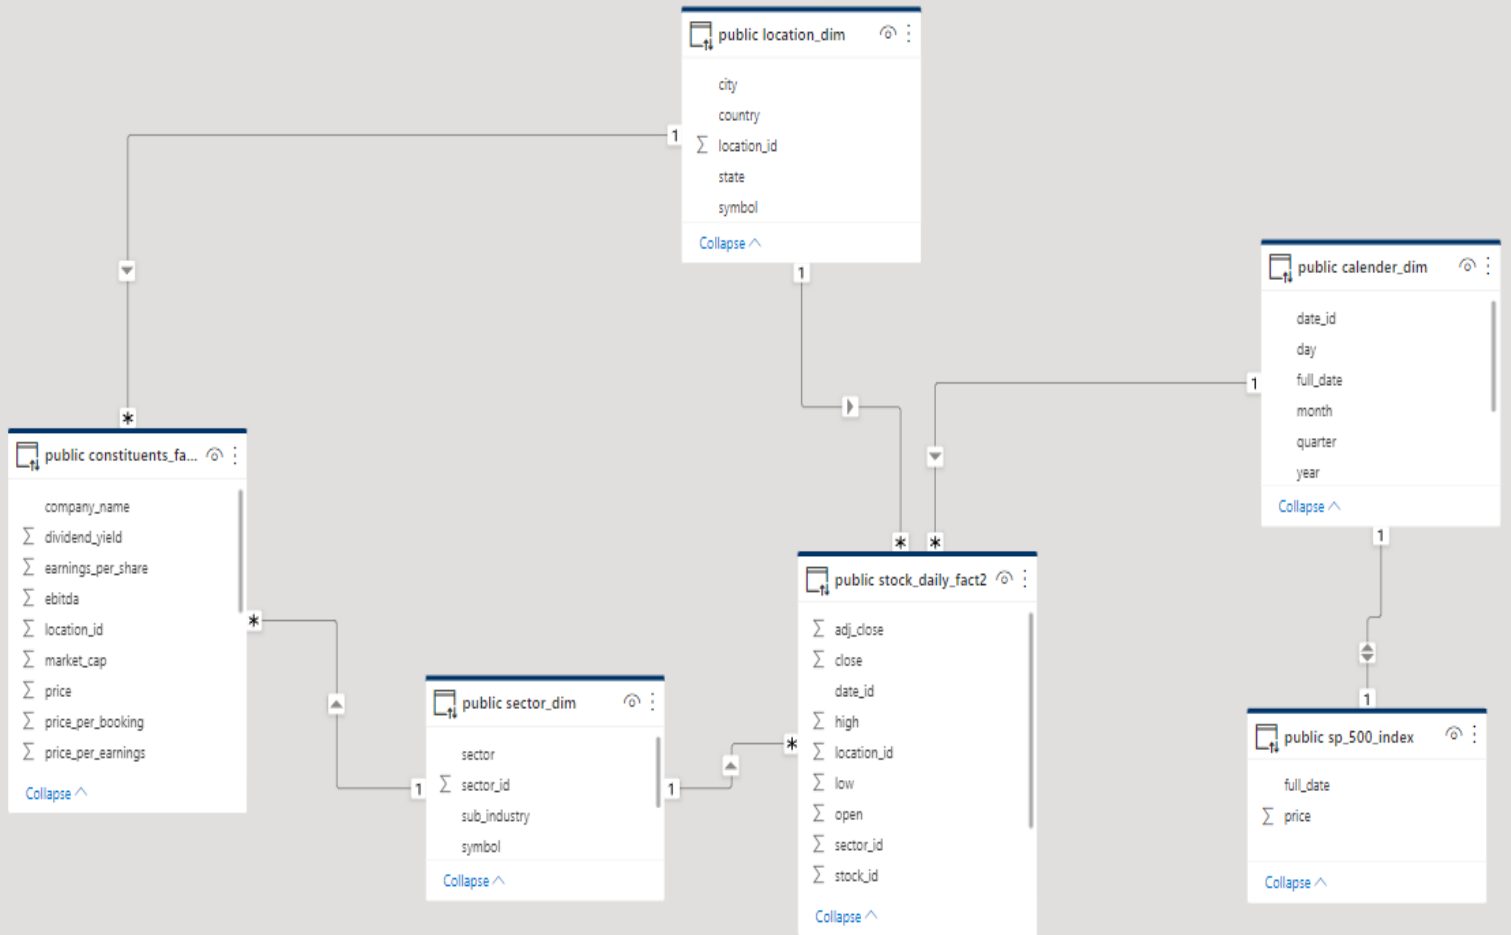 public location_dim
city
country
Σ location_id
state
symbol
Collapse
1
1
*
public calender_dim
date_id
day
full_date
month
quarter
year
Collapse
1
1
public constituents_fa...
company_name
Σ dividend_yield
Σ earnings_per_share
Σ ebitda
Σ location_id
Σ market_cap
Σ price
Σ price_per_booking
Σ price_per_earnings
Collapse
*
public sector_dim
sector
Σ sector_id
sub_industry
symbol
Collapse
1
1
*
*
*
public stock_daily_fact2
Σ adj_close
Σ close
date_id
Σ high
Σ location_id
Σ low
Σ open
Σ sector_id
Σ stock_id
Collapse
1
public sp_500_index
full_date
Σ price
Collapse